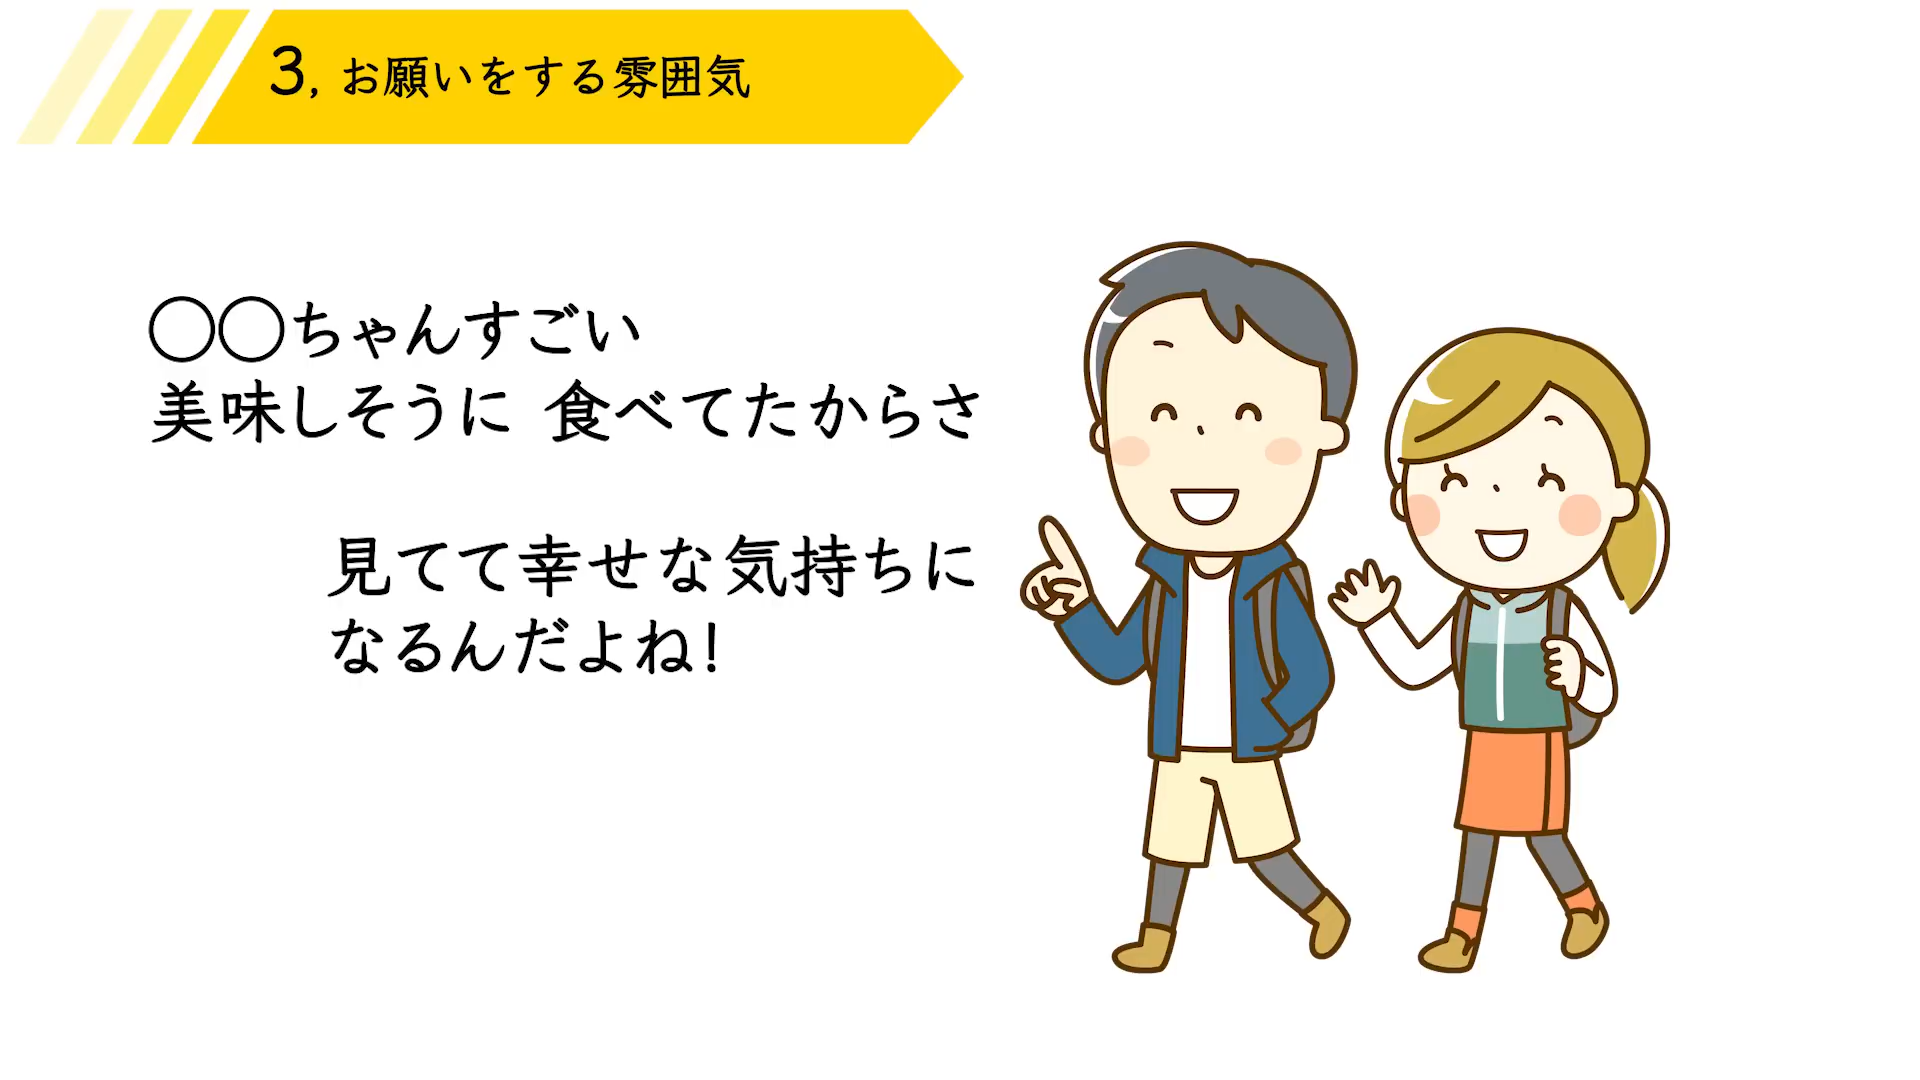 3, お願いをする雰囲気
◯◯ちゃんすごい
美味しそうに 食べてたからさ
見てて幸せな気持ちに
なるんだよね!